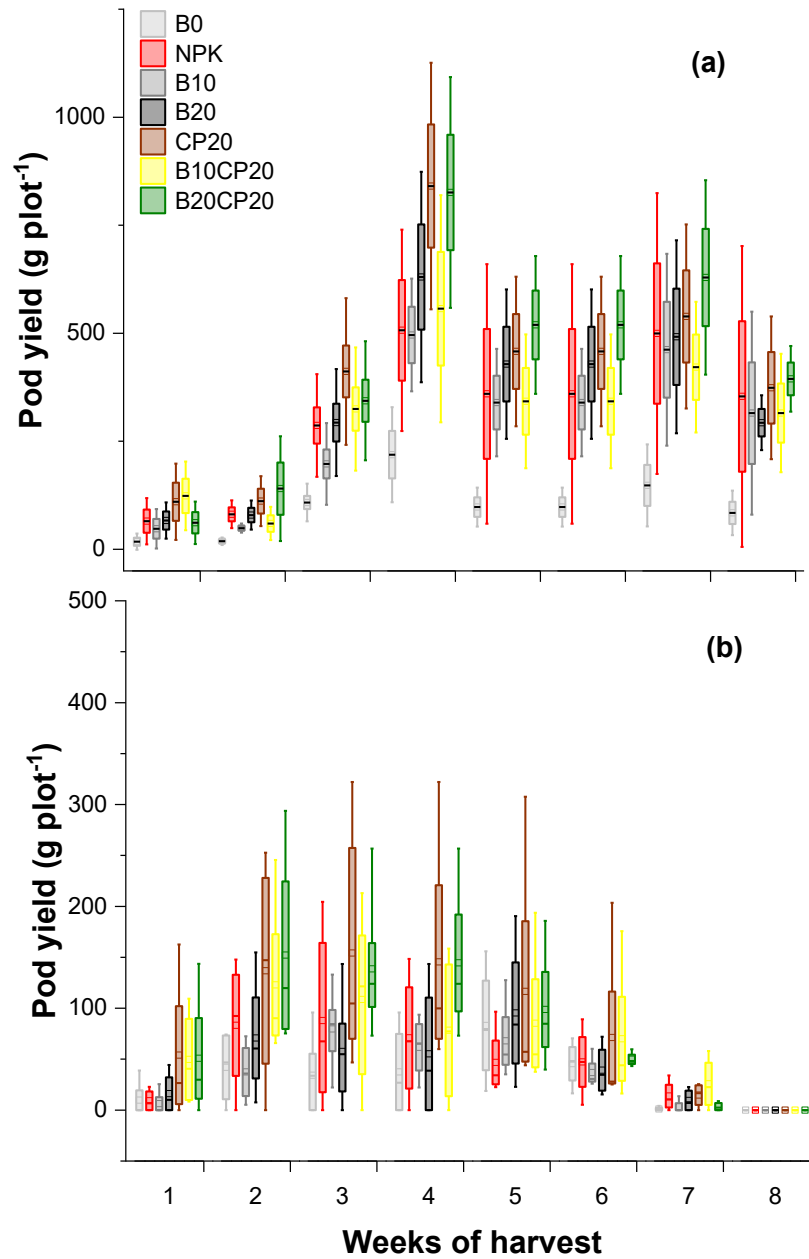 B0
NPK
B10
B20
CP20
B10CP20
B20CP20
(a)
1000
500
0
Pod yield (g plot-1)
500
(b)
400
300
200
100
0
Pod yield (g plot-1)
1 2 3 4 5 6 7 8
Weeks of harvest